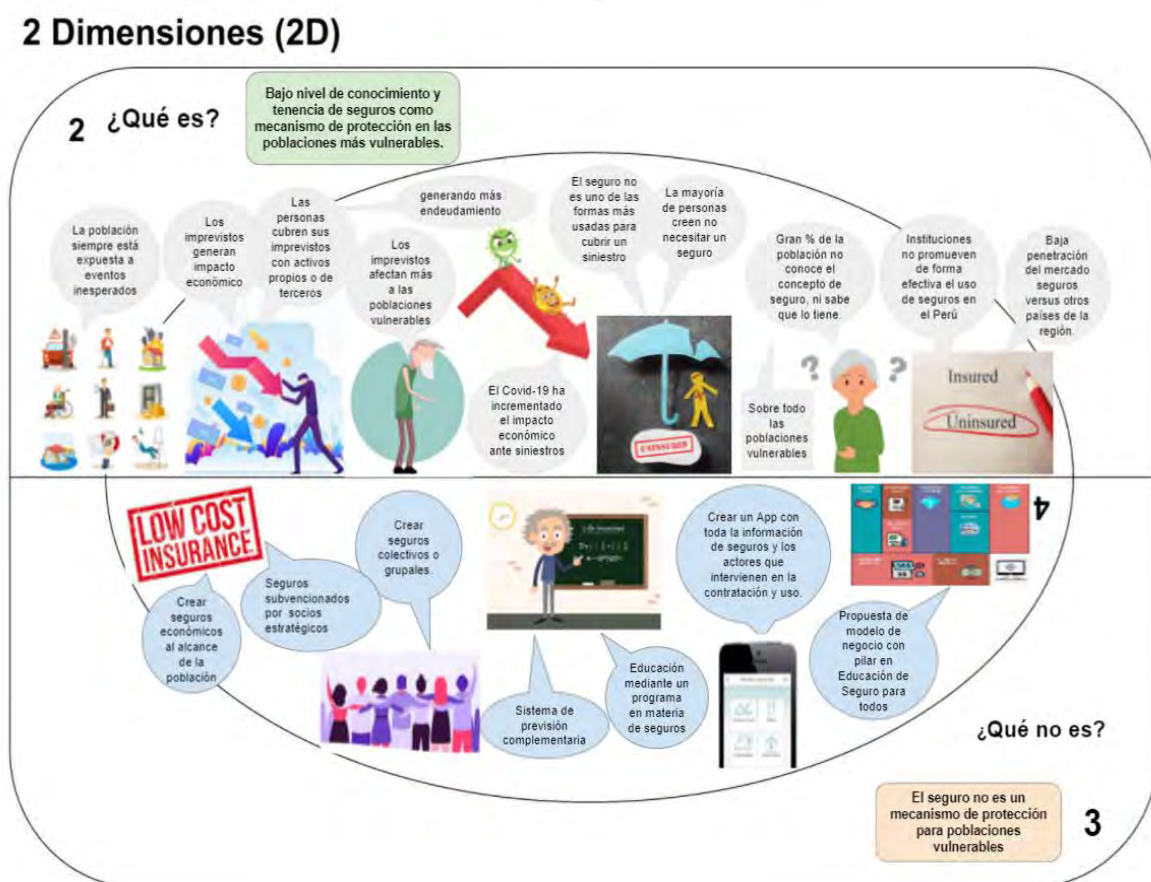 2 Dimensiones (2D)
2
¿Qué es?
Bajo nivel de conocimiento y
tenencia de seguros como
mecanismo de protección en las
poblaciones más vulnerables.
La población
siempre está
expuesta a
eventos
inesperados
Los
imprevistos
generan
impacto
económico
Las
personas
cubren sus
imprevistos
con activos
propios o de
terceros
generando más
endeudamiento
Los
imprevistos
afectan más
a las
poblaciones
vulnerables
El Covid-19 ha
incrementado
el impacto
económico
ante siniestros
El seguro no
es uno de las
formas más
usadas para
cubrir un
siniestro
La mayoría
de personas
creen no
necesitar un
seguro
UNINSURED
Gran % de la
población no
conoce el
concepto de
seguro, ni sabe
que lo tiene.
Sobre todo
las
poblaciones
vulnerables
? ?
Instituciones
no promueven
de forma
efectiva el uso
de seguros en
el Perú
Baja
penetración
del mercado
seguros
versus otros
países de la
región.
Insured
Uninsured
LOW COST
INSURANCE
Crear
seguros
económicos
al alcance
de la
población
Seguros
subvencionados
por socios
estratégicos
Crear
seguros
colectivos o
grupales.
Sistema de
previsión
complementaria
Educación
mediante un
programa
en materia
de seguros
Crear un App con
toda la información
de seguros y los
actores que
intervienen en la
contratación y uso.
Propuesta de
modelo de
negocio con
pilar en
Educación de
Seguro para
todos
4
¿Qué no es?
El seguro no es un
mecanismo de protección
para poblaciones
vulnerables
3